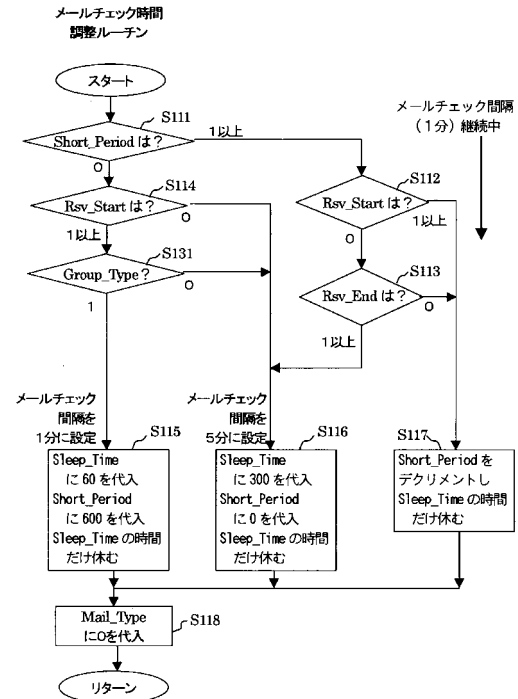 メールチェック時間
調整ルーチン
スタート
S111
Short_Period は？
1以上
0
メールチェック間隔
（1分）継続中
S114
Rsv_Start は？
0
1以上
S112
Rsv_Start は？
1以上
0
S131
Group_Type？
0
1
S113
Rsv_End は？
0
1以上
メールチェック
間隔を
1分に設定
S115
Sleep_Time
に 60 を代入
Short_Period
に 600 を代入
Sleep_Time の時間
だけ休む
メールチェック
間隔を
5分に設定
S116
Sleep_Time
に 300 を代入
Short_Period
に 0 を代入
Sleep_Time の時間
だけ休む
S117
Short_Period を
デクリメントし
Sleep_Time の時間
だけ休む
Mail_Type
に0を代入
S118
リターン